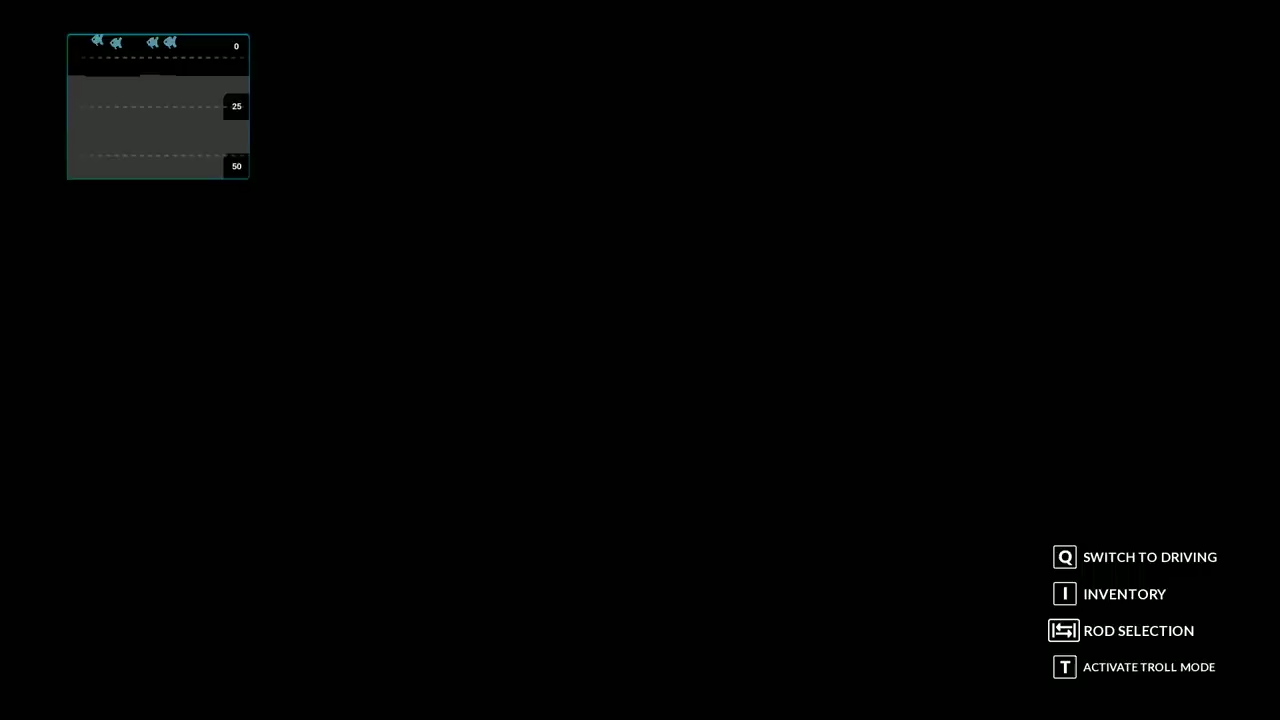 0
25
50
Q SWITCH TO DRIVING
I INVENTORY
ROD SELECTION
T ACTIVATE TROLL MODE